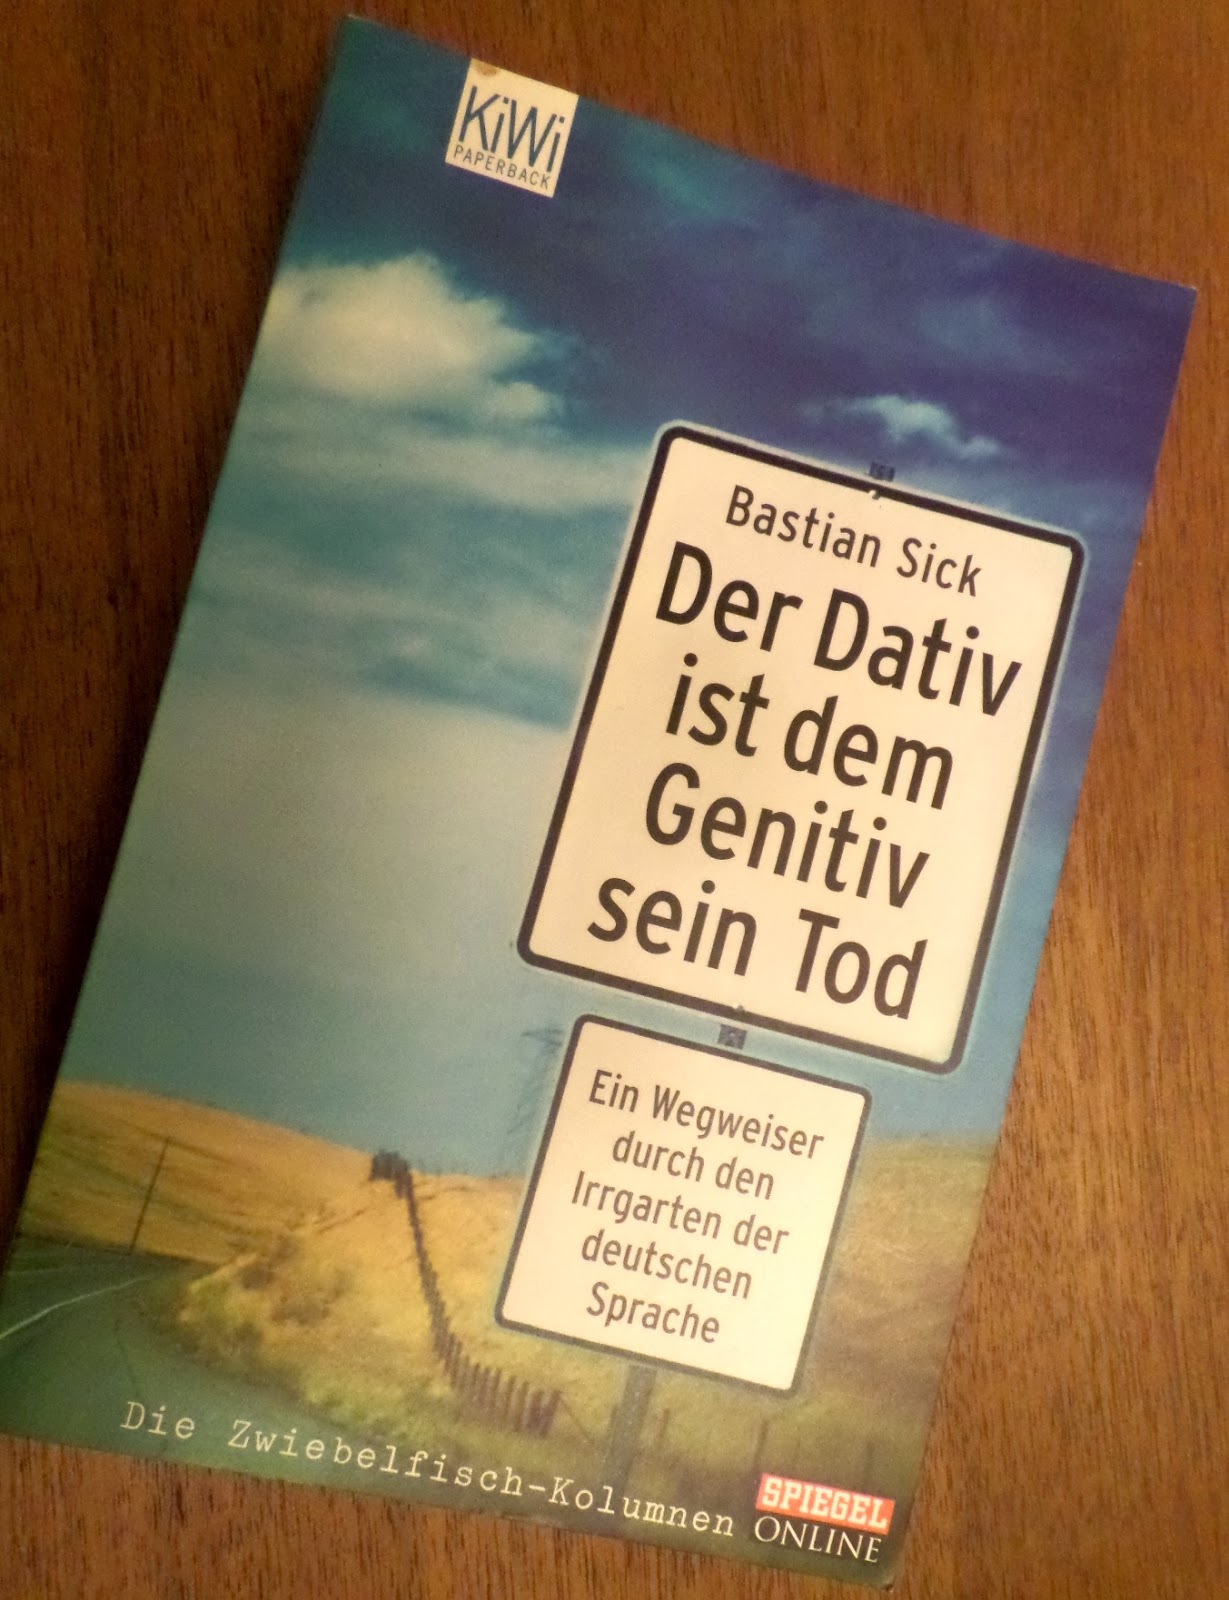 KiWi
PAPERBACK
Bastian Sick
Der Dativ
ist dem
Genitiv
sein Tod
Ein Wegweiser
durch den
Irrgarten der
deutschen
Sprache
Die Zwiebelfisch-Kolumnen
SPIEGEL
ONLINE